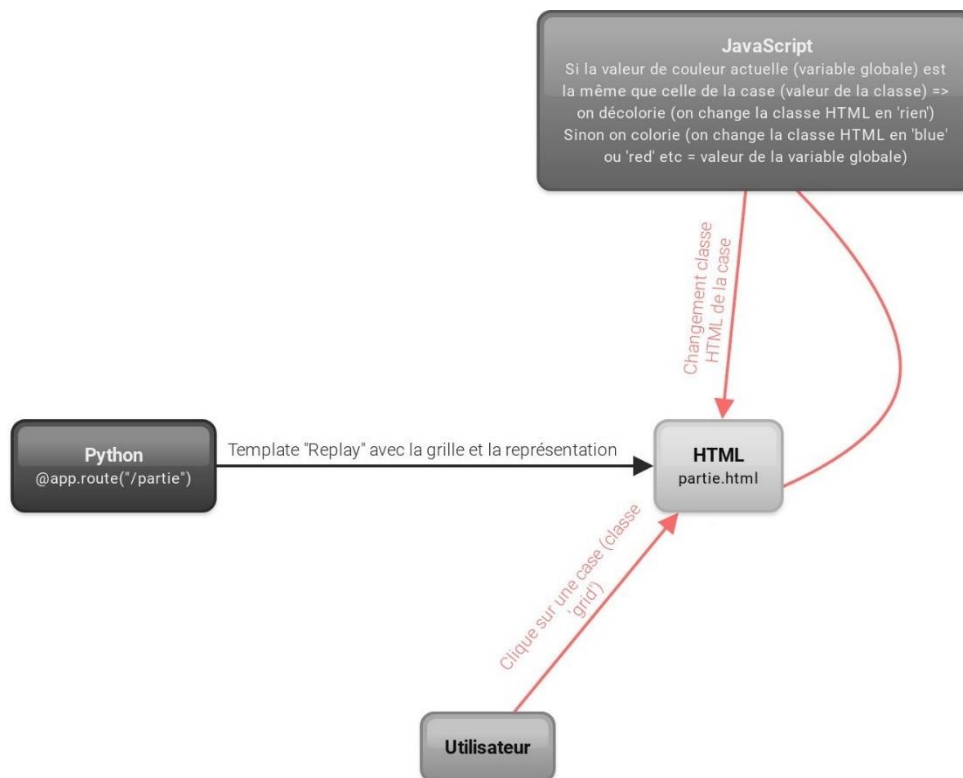 JavaScript
Si la valeur de couleur actuelle (variable globale) est
la même que celle de la case (valeur de la classe) =>
on décolorie (on change la classe HTML en 'rien')
Sinon on colorie (on change la classe HTML en 'blue'
ou 'red' etc = valeur de la variable globale)
Changement classe
HTML de la case
Python
@app.route("/partie")
Template "Replay" avec la grille et la représentation
HTML
partie.html
Clique sur une case (classe
'grid')
Utilisateur